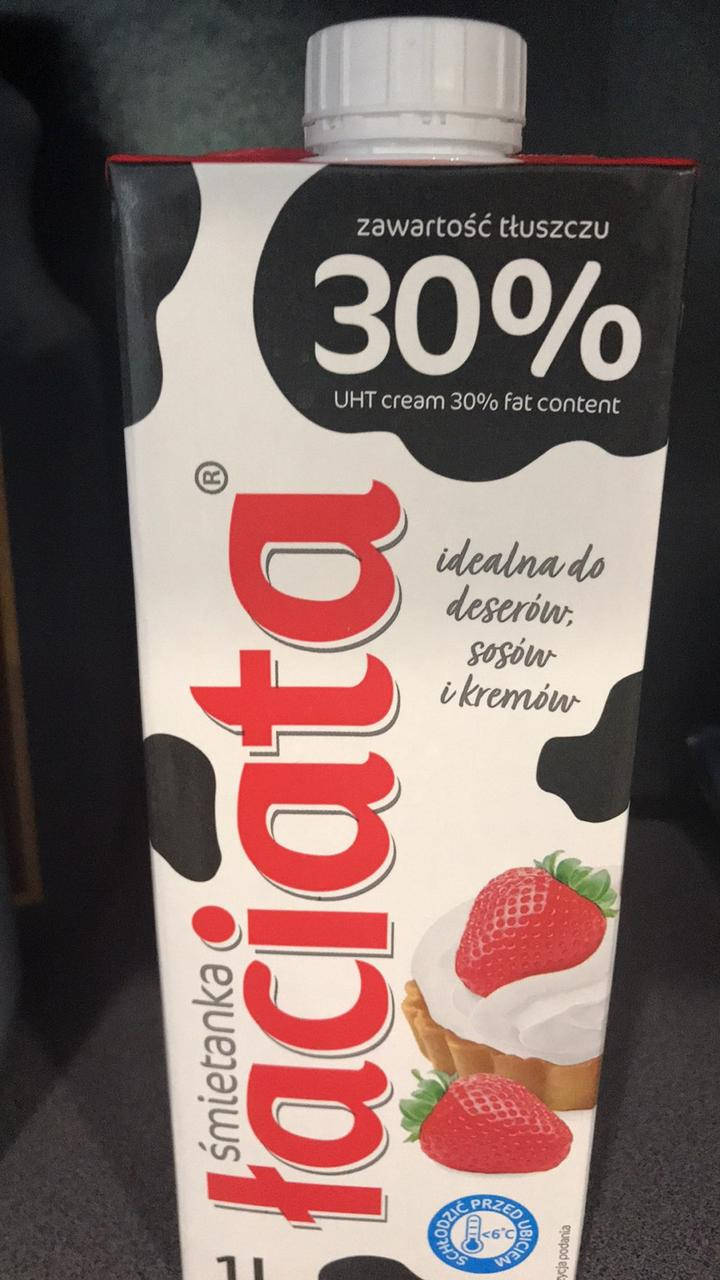 zawartość tłuszczu
30%
UHT cream 30% fat content
®
łaciata
śmietanka
idealna do
deserów,
sosów
i kremów
SCHŁODZIĆ PRZED UBICIEM
<6°C
podania